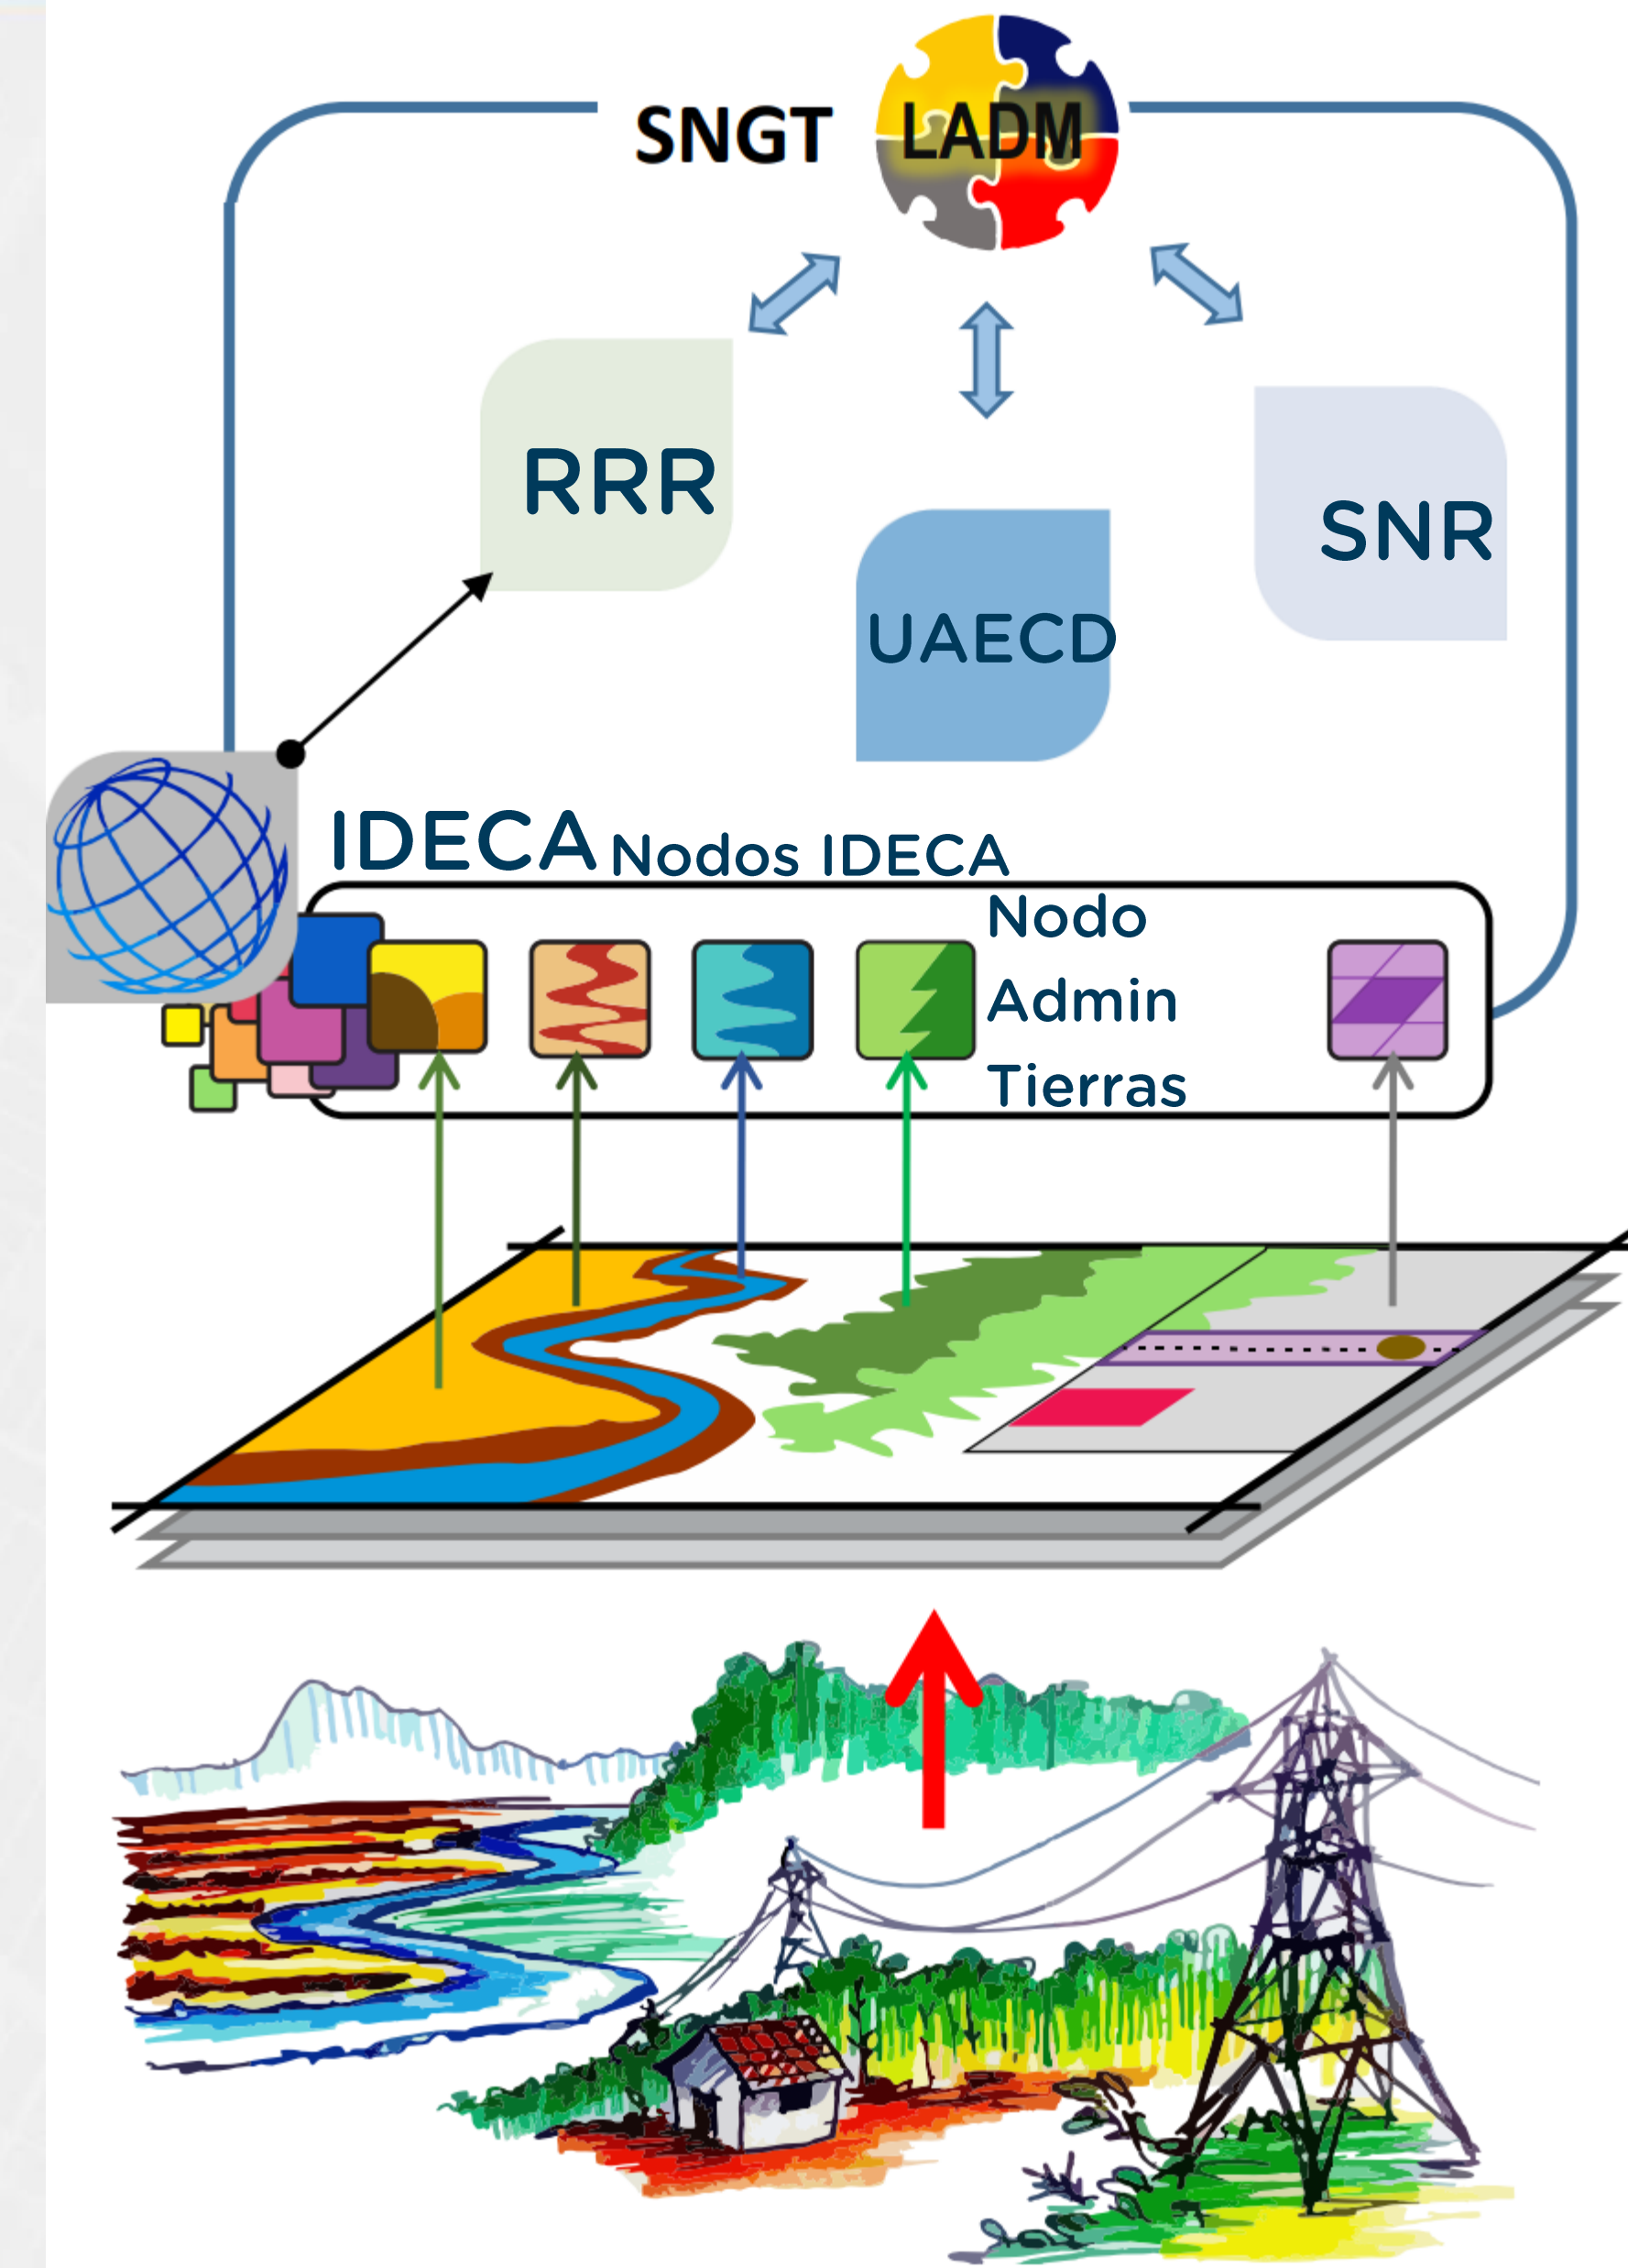 SNGT LADM
RRR
SNR
UAECD
IDECA Nodos IDECA
Nodo
Admin
Tierras